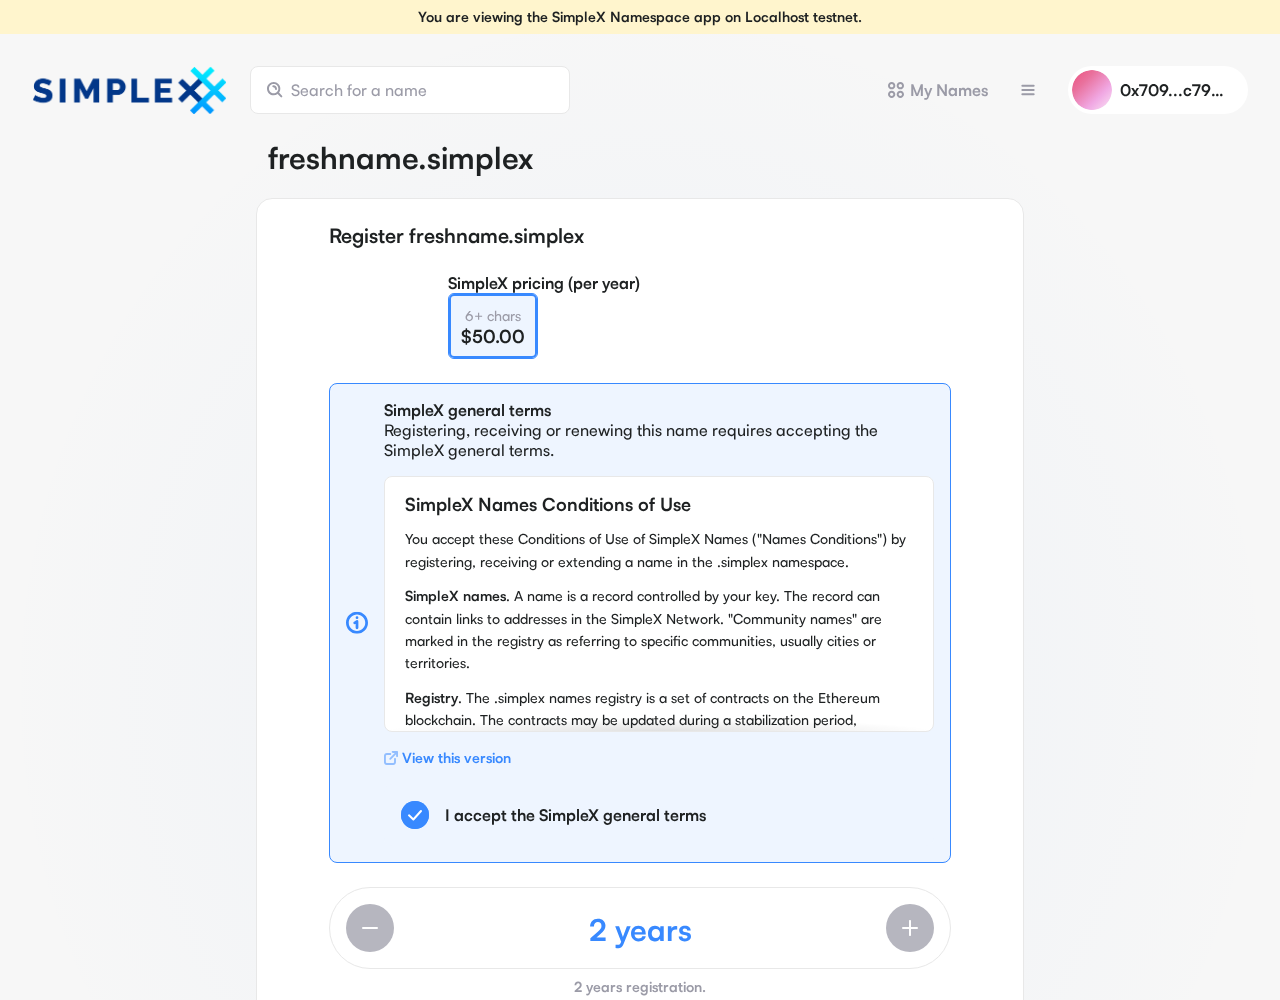 You are viewing the SimpleX Namespace app on Localhost testnet.
SIMPLEX
Search for a name
My Names
0x709...c79...
freshname.simplex
Register freshname.simplex
SimpleX pricing (per year)
6+ chars
$50.00
SimpleX general terms
Registering, receiving or renewing this name requires accepting the
SimpleX general terms.
SimpleX Names Conditions of Use
You accept these Conditions of Use of SimpleX Names ("Names Conditions") by
registering, receiving or extending a name in the .simplex namespace.
SimpleX names. A name is a record controlled by your key. The record can
contain links to addresses in the SimpleX Network. "Community names" are
marked in the registry as referring to specific communities, usually cities or
territories.
Registry. The .simplex names registry is a set of contracts on the Ethereum
blockchain. The contracts may be updated during a stabilization period,
View this version
I accept the SimpleX general terms
2 years
2 years registration.